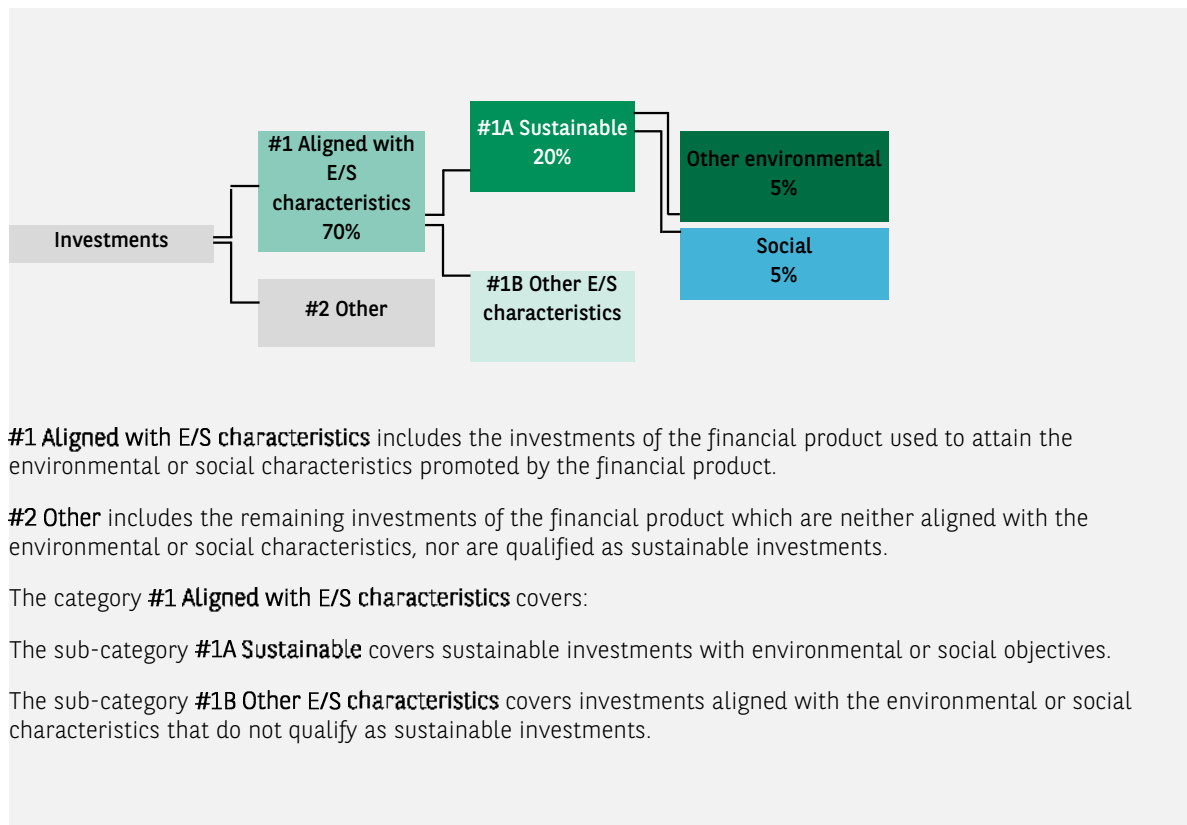 #1A Sustainable
20%
#1 Aligned with
E/S
characteristics
70%
Other environmental
5%
Investments
Social
5%
#1B Other E/S
characteristics
#2 Other
#1 Aligned with E/S characteristics includes the investments of the financial product used to attain the
environmental or social characteristics promoted by the financial product.
#2 Other includes the remaining investments of the financial product which are neither aligned with the
environmental or social characteristics, nor are qualified as sustainable investments.
The category #1 Aligned with E/S characteristics covers:
The sub-category #1A Sustainable covers sustainable investments with environmental or social objectives.
The sub-category #1B Other E/S characteristics covers investments aligned with the environmental or social
characteristics that do not qualify as sustainable investments.